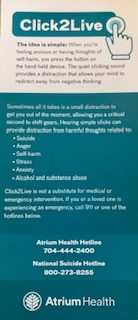 Click2Live
The idea is simple: When you're
feeling anxious or having thoughts of
self-harm, you press the button on
the hand-held device. The quiet clicking sound
provides a distraction that allows your mind to
redirect away from negative thinking.
Sometimes all it takes is a small distraction to
get you out of the moment, allowing you a critical
second to shift gears. Hearing simple clicks can
provide distraction from harmful thoughts related to:
• Suicide
• Anger
• Self-harm
• Stress
• Anxiety
• Alcohol and substance abuse
Click2Live is not a substitute for medical or
emergency intervention. If you or a loved one is
experiencing an emergency, call 911 or one of the
hotlines below.
Atrium Health Hotline
704-444-2400
National Suicide Hotline
800-273-8255
Atrium Health